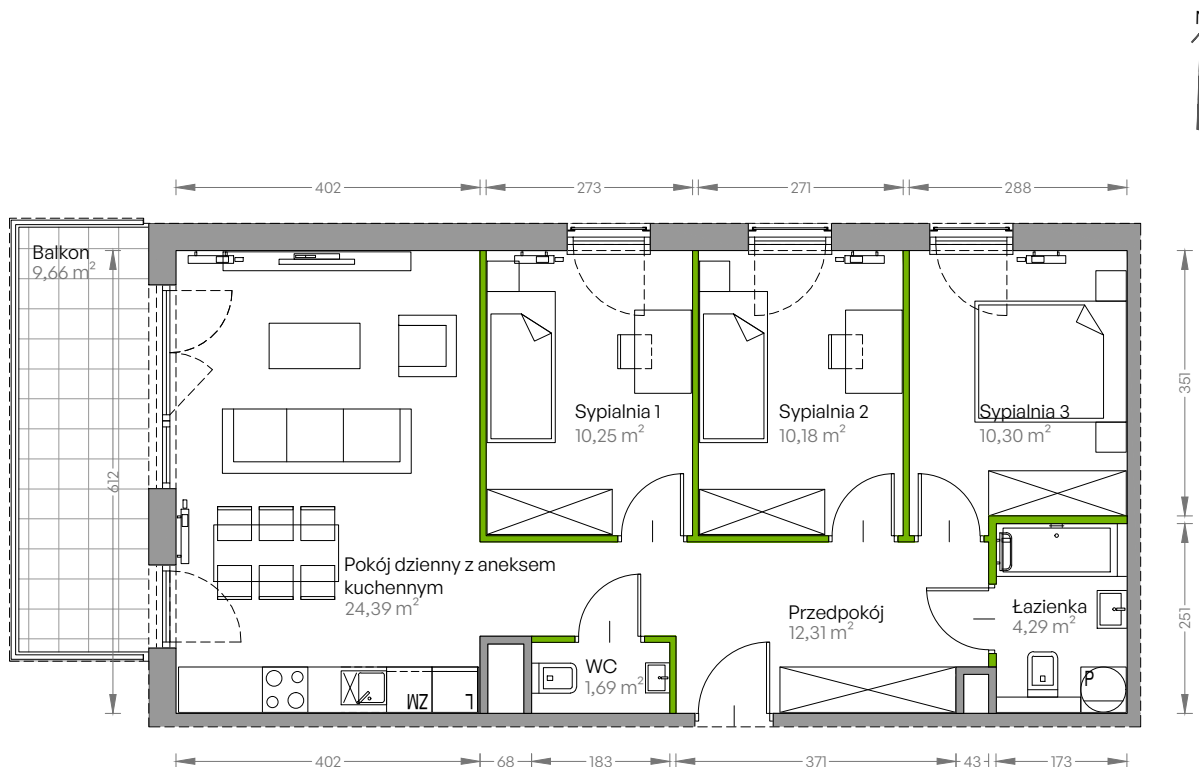 N
402
273
271
288
Balkon
9,66 m²
351
Sypialnia 1
10,25 m²
Sypialnia 2
10,18 m²
Sypialnia 3
10,30 m²
612
Pokój dzienny z aneksem
kuchennym
24,39 m²
Przedpokój
12,31 m²
Łazienka
4,29 m²
251
WC
1,69 m²
P
ZM
L
402
68
183
371
43
173